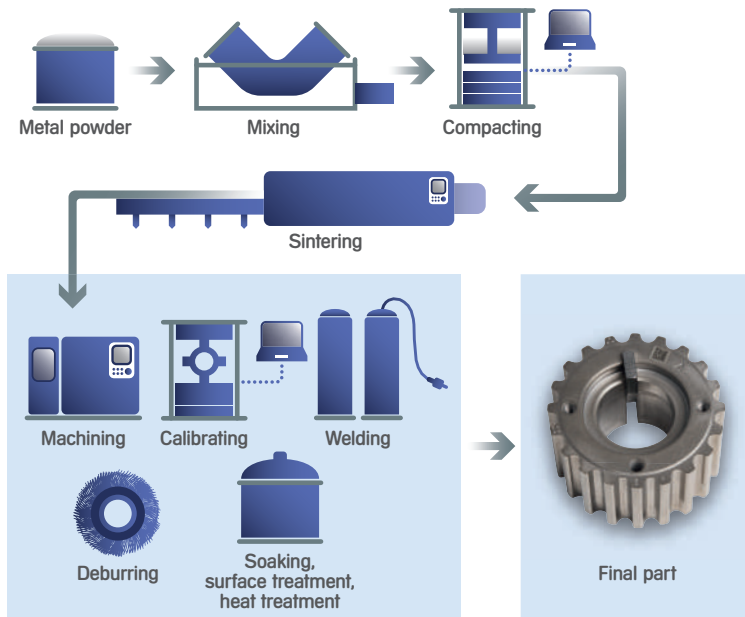 Metal powder
Mixing
Compacting
Sintering
Machining
Calibrating
Welding
Deburring
Soaking,
surface treatment,
heat treatment
Final part